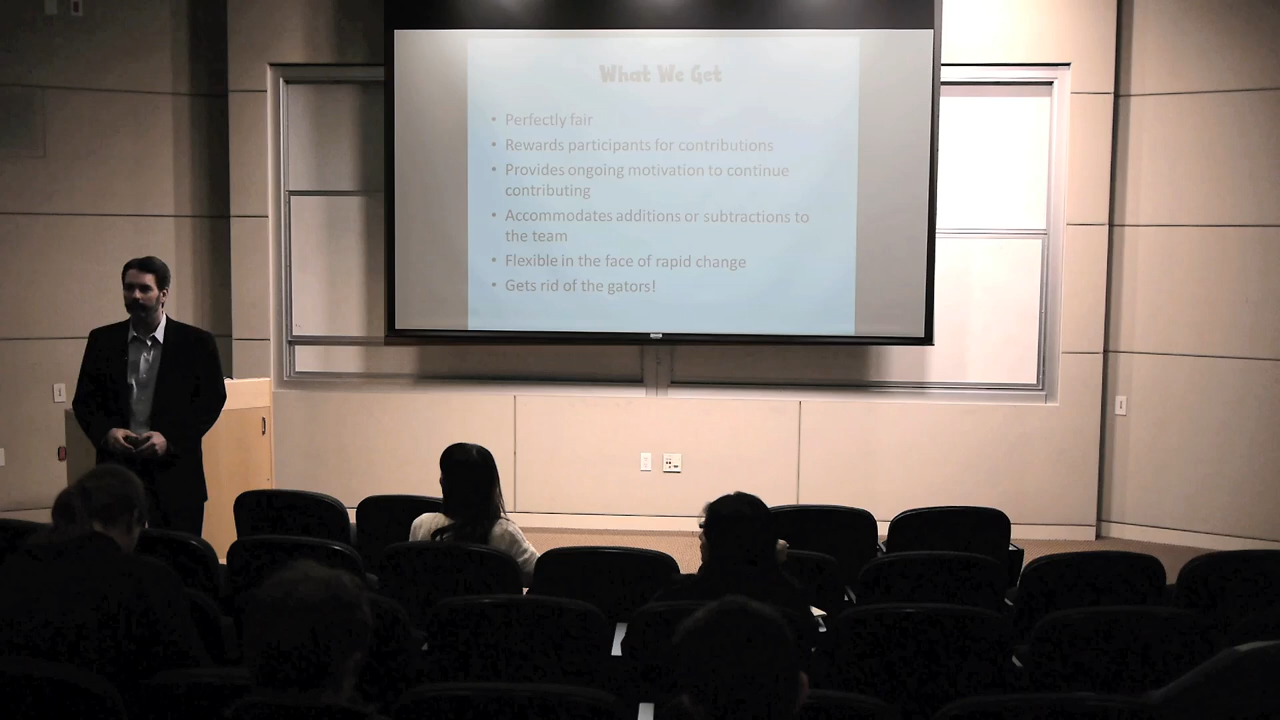 What We Get
• Perfectly fair
• Rewards participants for contributions
• Provides ongoing motivation to continue
contributing
• Accommodates additions or subtractions to
the team
• Flexible in the face of rapid change
• Gets rid of the gators!